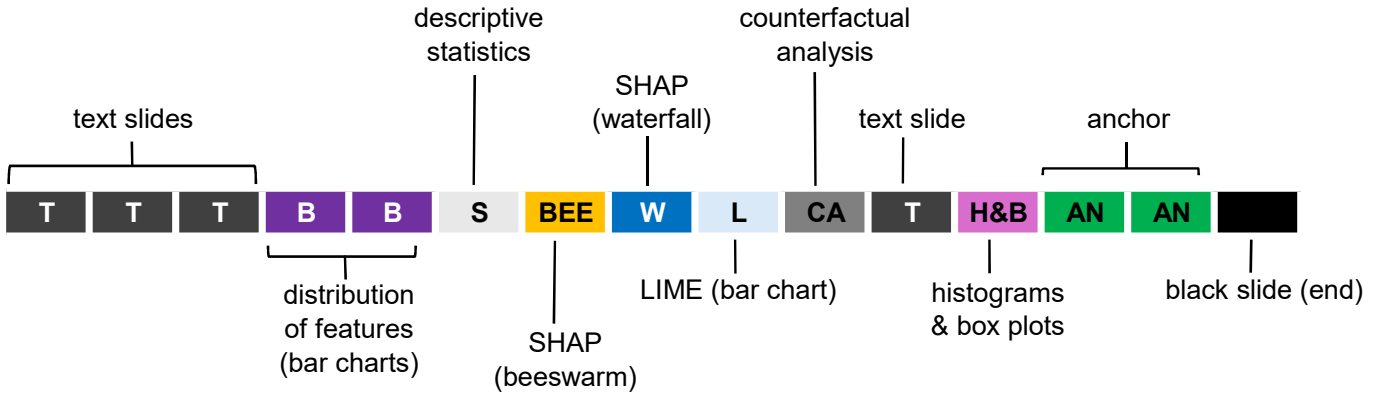 descriptive
statistics
counterfactual
analysis
SHAP
(waterfall)
text slides
text slide
anchor
T T T B B S BEE W L CA T H&B AN AN
distribution
of features
(bar charts)
SHAP
(beeswarm)
LIME (bar chart)
histograms
& box plots
black slide (end)